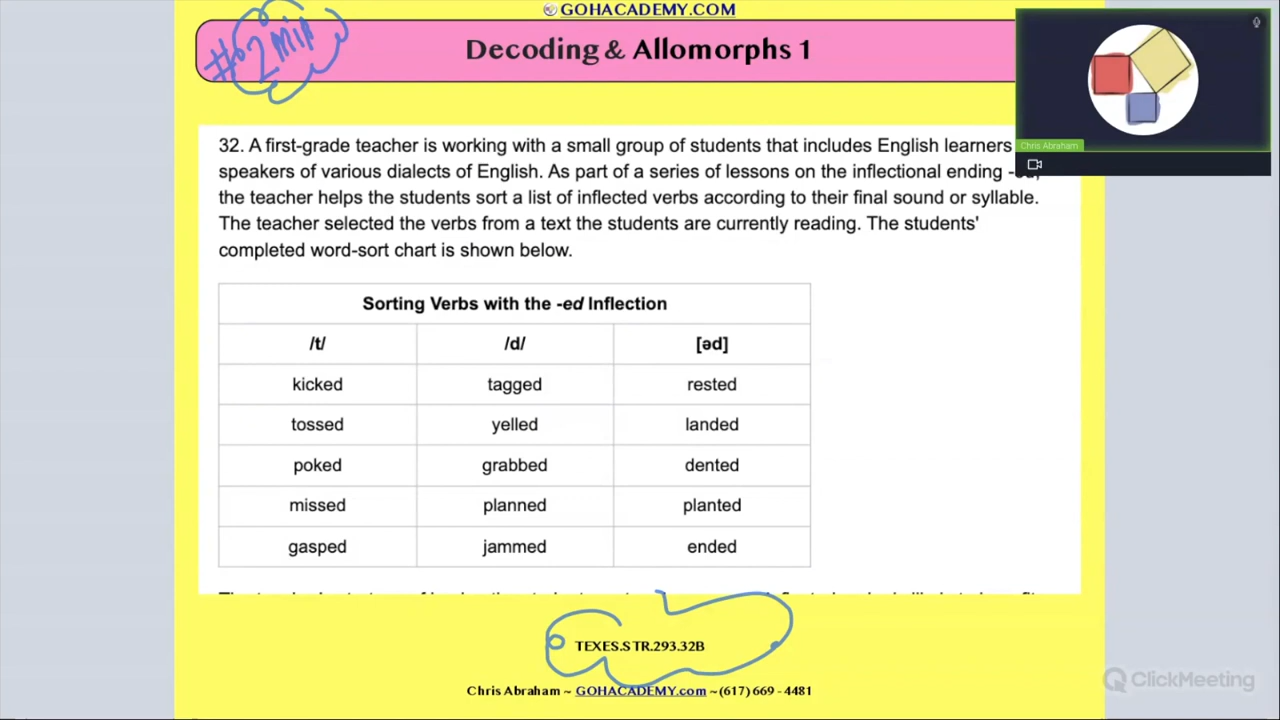 GOHACADEMY.COM
#2 Min
Decoding & Allomorphs 1
32. A first-grade teacher is working with a small group of students that includes English learners
speakers of various dialects of English. As part of a series of lessons on the inflectional ending
the teacher helps the students sort a list of inflected verbs according to their final sound or syllable.
The teacher selected the verbs from a text the students are currently reading. The students'
completed word-sort chart is shown below.
Sorting Verbs with the -ed Inflection
/t/ /d/ [əd]
kicked tagged rested
tossed yelled landed
poked grabbed dented
missed planned planted
gasped jammed ended
TEXES.STR.293.32B
Chris Abraham ~ GOHACADEMY.com ~(617) 669 - 4481
Chris Abraham
ClickMeeting